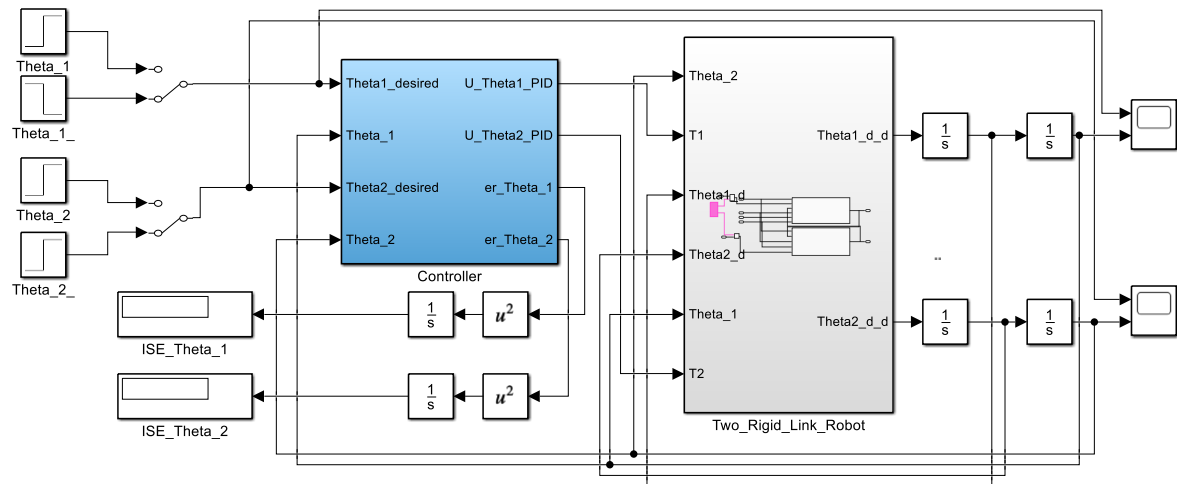 Theta_1
Theta_1_
Theta_2
Theta_2_
Theta1_desired
U_Theta1_PID
Theta_1
U_Theta2_PID
Theta2_desired
er_Theta_1
Theta_2
er_Theta_2
Controller
Theta_2
T1
Theta1_d_d
Theta1_d
Theta2_d
Theta_1
Theta2_d_d
T2
Two_Rigid_Link_Robot
1
s
1
s
1
s
1
s
1
s
u²
ISE_Theta_1
1
s
u²
ISE_Theta_2